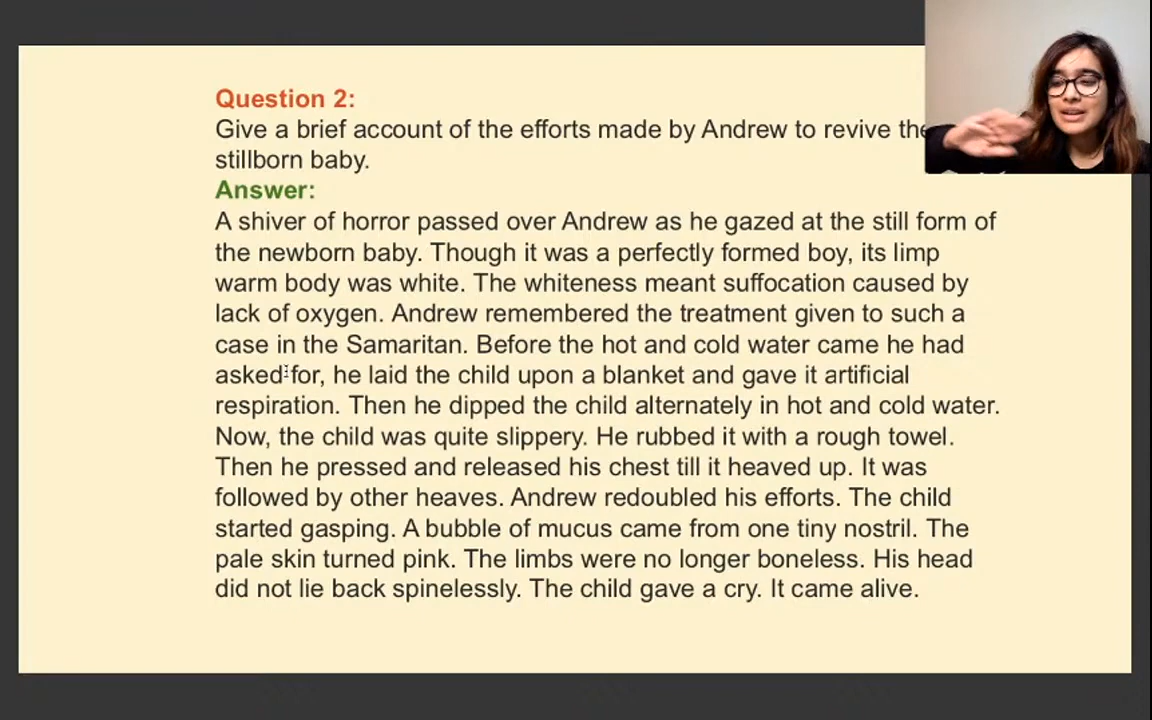 Question 2:
Give a brief account of the efforts made by Andrew to revive the
stillborn baby.
Answer:
A shiver of horror passed over Andrew as he gazed at the still form of
the newborn baby. Though it was a perfectly formed boy, its limp
warm body was white. The whiteness meant suffocation caused by
lack of oxygen. Andrew remembered the treatment given to such a
case in the Samaritan. Before the hot and cold water came he had
asked for, he laid the child upon a blanket and gave it artificial
respiration. Then he dipped the child alternately in hot and cold water.
Now, the child was quite slippery. He rubbed it with a rough towel.
Then he pressed and released his chest till it heaved up. It was
followed by other heaves. Andrew redoubled his efforts. The child
started gasping. A bubble of mucus came from one tiny nostril. The
pale skin turned pink. The limbs were no longer boneless. His head
did not lie back spinelessly. The child gave a cry. It came alive.